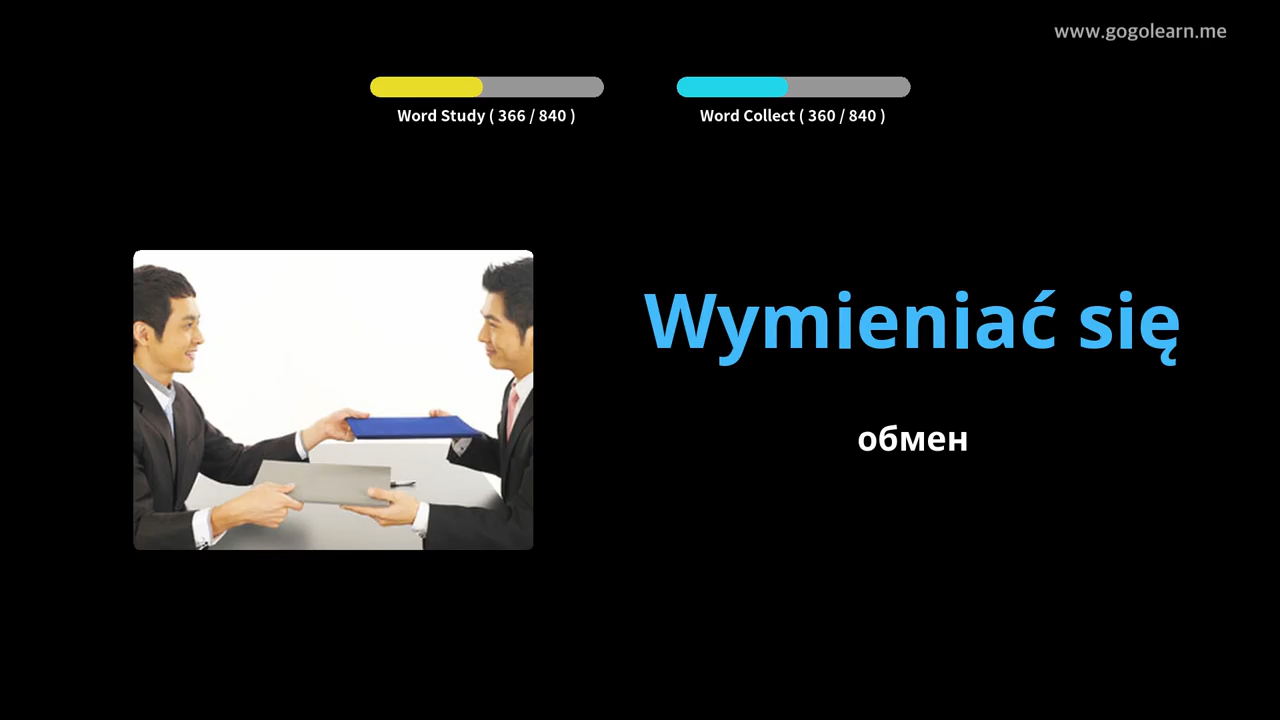 www.gogolearn.me
Word Study ( 366 / 840 )
Word Collect ( 360 / 840 )
Wymieniać się
обмен